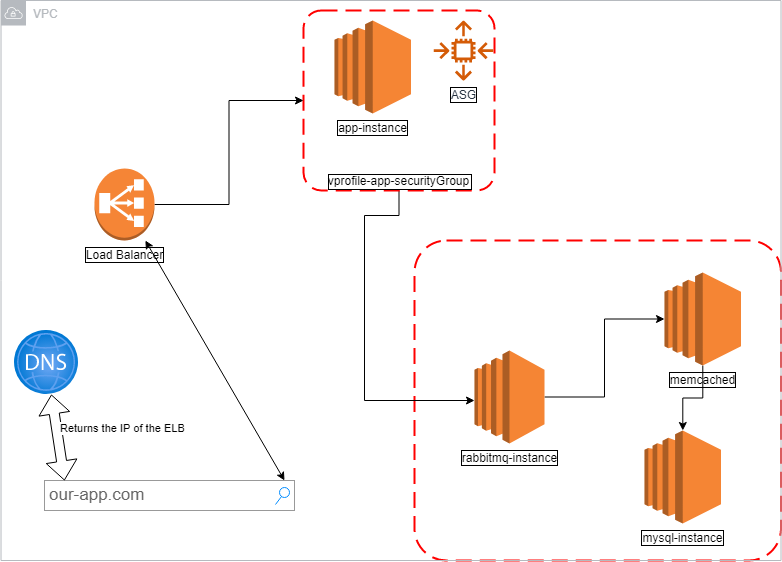 VPC
ASG
app-instance
vprofile-app-securityGroup
Load Balancer
DNS
memcached
Returns the IP of the ELB
rabbitmq-instance
our-app.com
mysql-instance